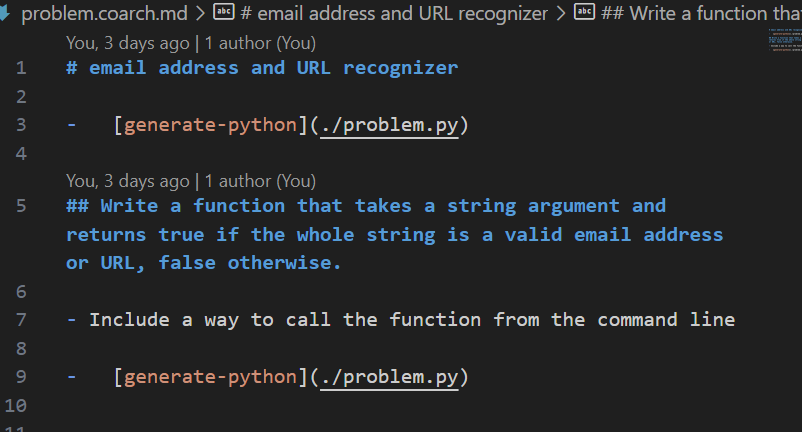 problem.coarch.md > abc # email address and URL recognizer > abc ## Write a function tha
You, 3 days ago | 1 author (You)
1 # email address and URL recognizer
2
3 - [generate-python](./problem.py)
4
You, 3 days ago | 1 author (You)
5 ## Write a function that takes a string argument and
returns true if the whole string is a valid email address
or URL, false otherwise.
6
7 - Include a way to call the function from the command line
8
9 - [generate-python](./problem.py)
10
11